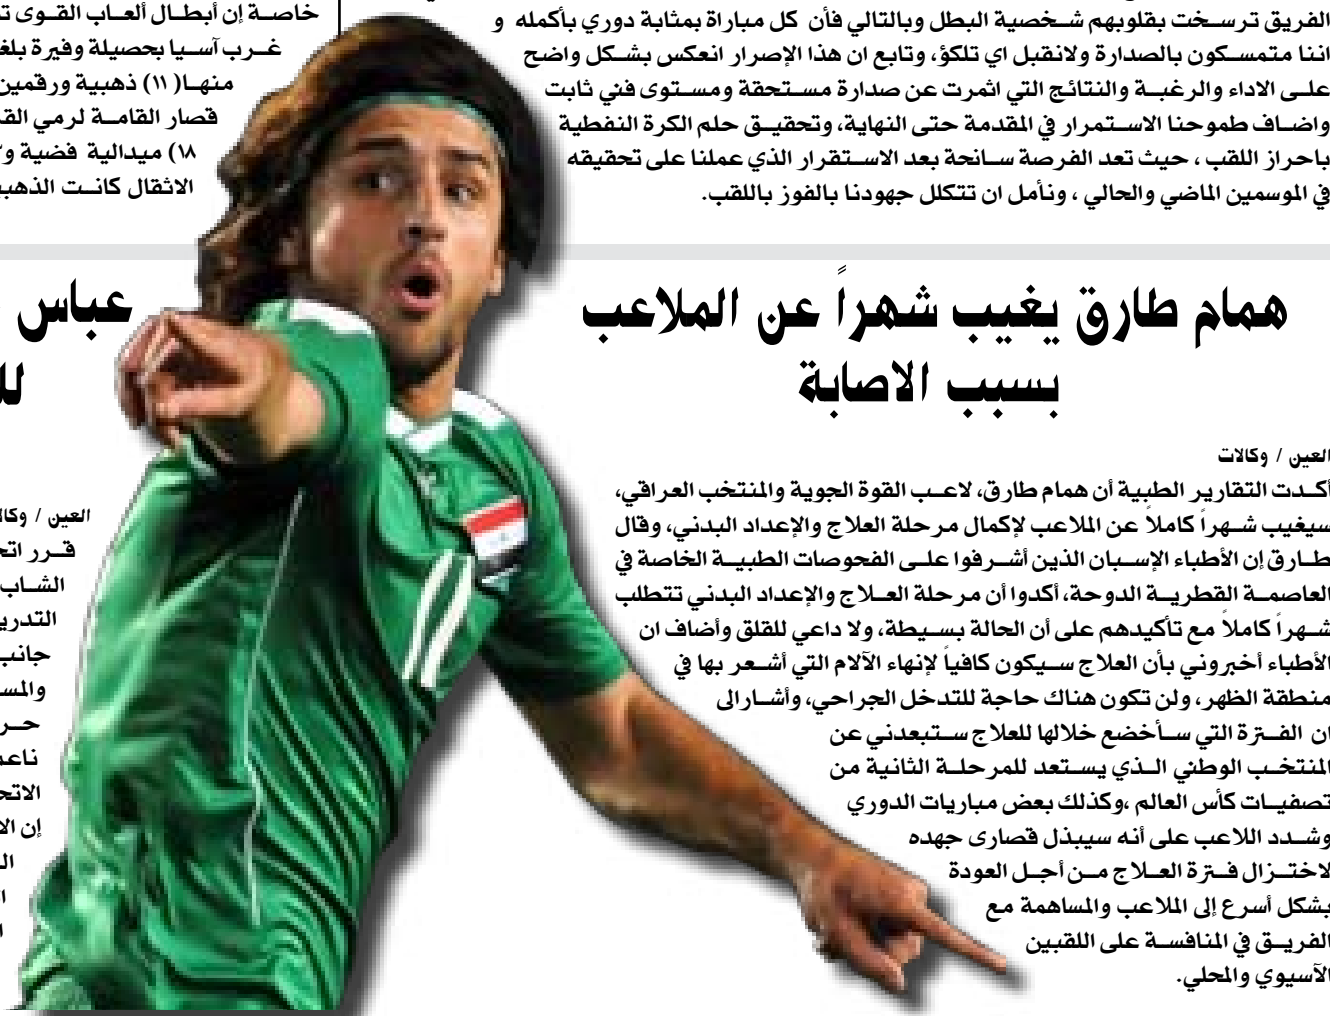 الفريق ترسخت بقلوبهم شخصية البطل وبالتالي فأن كل مباراة بمثابة دوري بأكمله و
اننا متمسكون بالصدارة ولانقبل اي تلكؤ، وتابع ان هذا الإصرار انعكس بشكل واضح
على الاداء والرغبة والنتائج التي اثمرت عن صدارة مستحقة ومستوى فني ثابت
واضاف طموحنا الاستمرار في المقدمة حتى النهاية، وتحقيق حلم الكرة النفطية
باحراز اللقب ، حيث تعد الفرصة سانحة بعد الاستقرار الذي عملنا على تحقيقه
في الموسمين الماضي والحالي ، ونأمل ان تتكلل جهودنا بالفوز باللقب.
خاصة إن أبطال ألعاب القوى
غرب آسيا بحصيلة وفيرة
منها( ١١) ذهبية ورقمين
قصار القامة لرمي
١٨) ميدالية فضية
الاثقال كانت
همام طارق يغيب شهراً عن الملاعب
بسبب الاصابة
العين / وكالات
أكدت التقارير الطبية أن همام طارق، لاعب القوة الجوية والمنتخب العراقي،
سيغيب شهراً كاملاً عن الملاعب لإكمال مرحلة العلاج والإعداد البدني، وقال
طارق إن الأطباء الإسبان الذين أشرفوا على الفحوصات الطبية الخاصة في
العاصمة القطرية الدوحة، أكدوا أن مرحلة العلاج والإعداد البدني تتطلب
شهراً كاملاً مع تأكيدهم على أن الحالة بسيطة، ولا داعي للقلق وأضاف ان
الأطباء أخبروني بأن العلاج سيكون كافياً لإنهاء الآلام التي أشعر بها في
منطقة الظهر، ولن تكون هناك حاجة للتدخل الجراحي، وأشارالى
ان الفترة التي سأخضع خلالها للعلاج ستبعدني عن
المنتخب الوطني الذي يستعد للمرحلة الثانية من
تصفيات كأس العالم ،وكذلك بعض مباريات الدوري
وشدد اللاعب على أنه سيبذل قصارى جهده
لاختزال فترة العلاج من أجل العودة
بشكل أسرع إلى الملاعب والمساهمة مع
الفريق في المنافسة على اللقبين
الآسيوي والمحلي.
عباس
العين /
قرر
الشاب
جانب